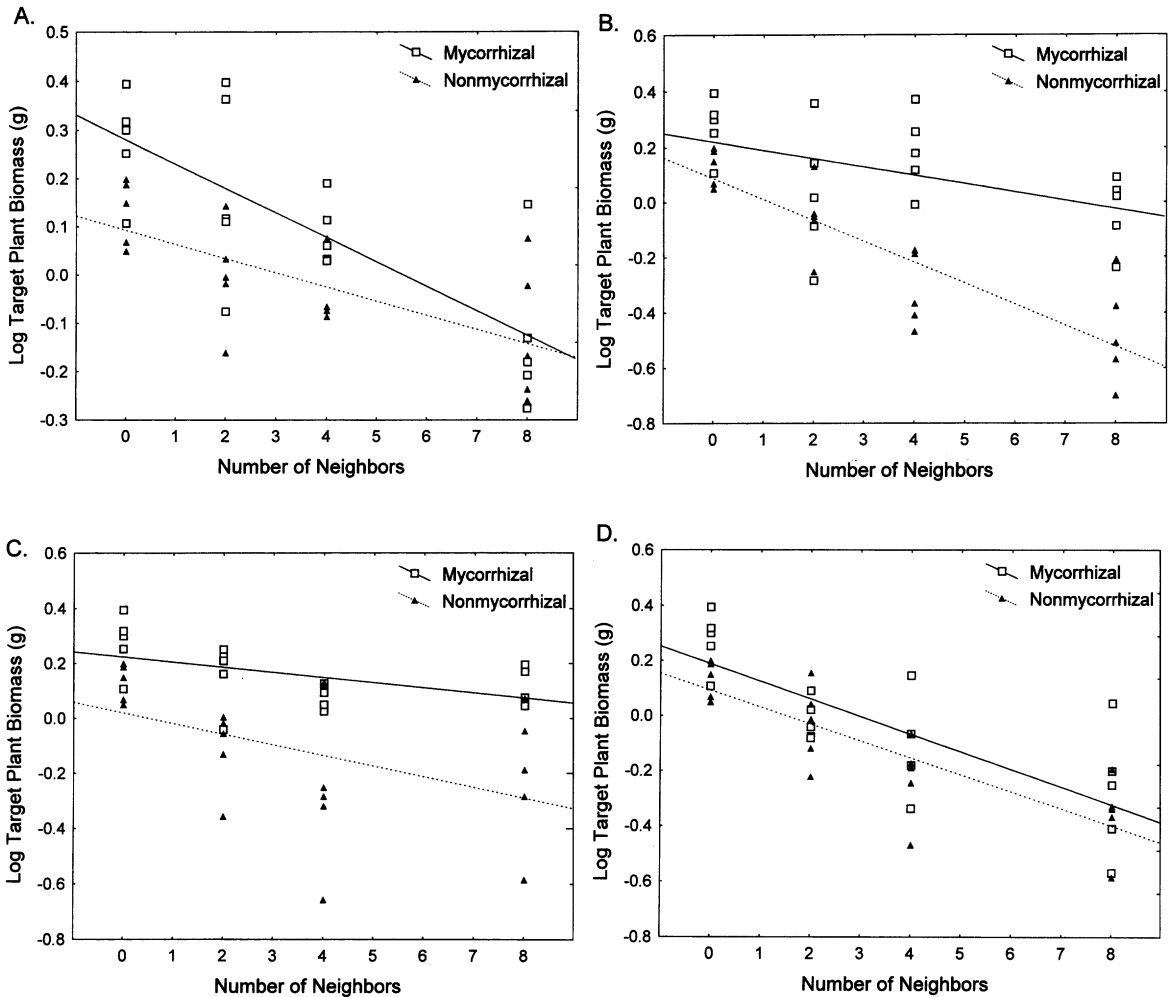 A.
Log Target Plant Biomass (g)
0.5
0.4
0.3
0.2
0.1
0.0
-0.1
-0.2
-0.3
Mycorrhizal
Nonmycorrhizal
0 1 2 3 4 5 6 7 8
Number of Neighbors
B.
Log Target Plant Biomass (g)
0.6
0.4
0.2
0.0
-0.2
-0.4
-0.6
-0.8
Mycorrhizal
Nonmycorrhizal
0 1 2 3 4 5 6 7 8
Number of Neighbors
C.
Log Target Plant Biomass (g)
0.6
0.4
0.2
0.0
-0.2
-0.4
-0.6
-0.8
Mycorrhizal
Nonmycorrhizal
0 1 2 3 4 5 6 7 8
Number of Neighbors
D.
Log Target Plant Biomass (g)
0.6
0.4
0.2
0.0
-0.2
-0.4
-0.6
-0.8
Mycorrhizal
Nonmycorrhizal
0 1 2 3 4 5 6 7 8
Number of Neighbors